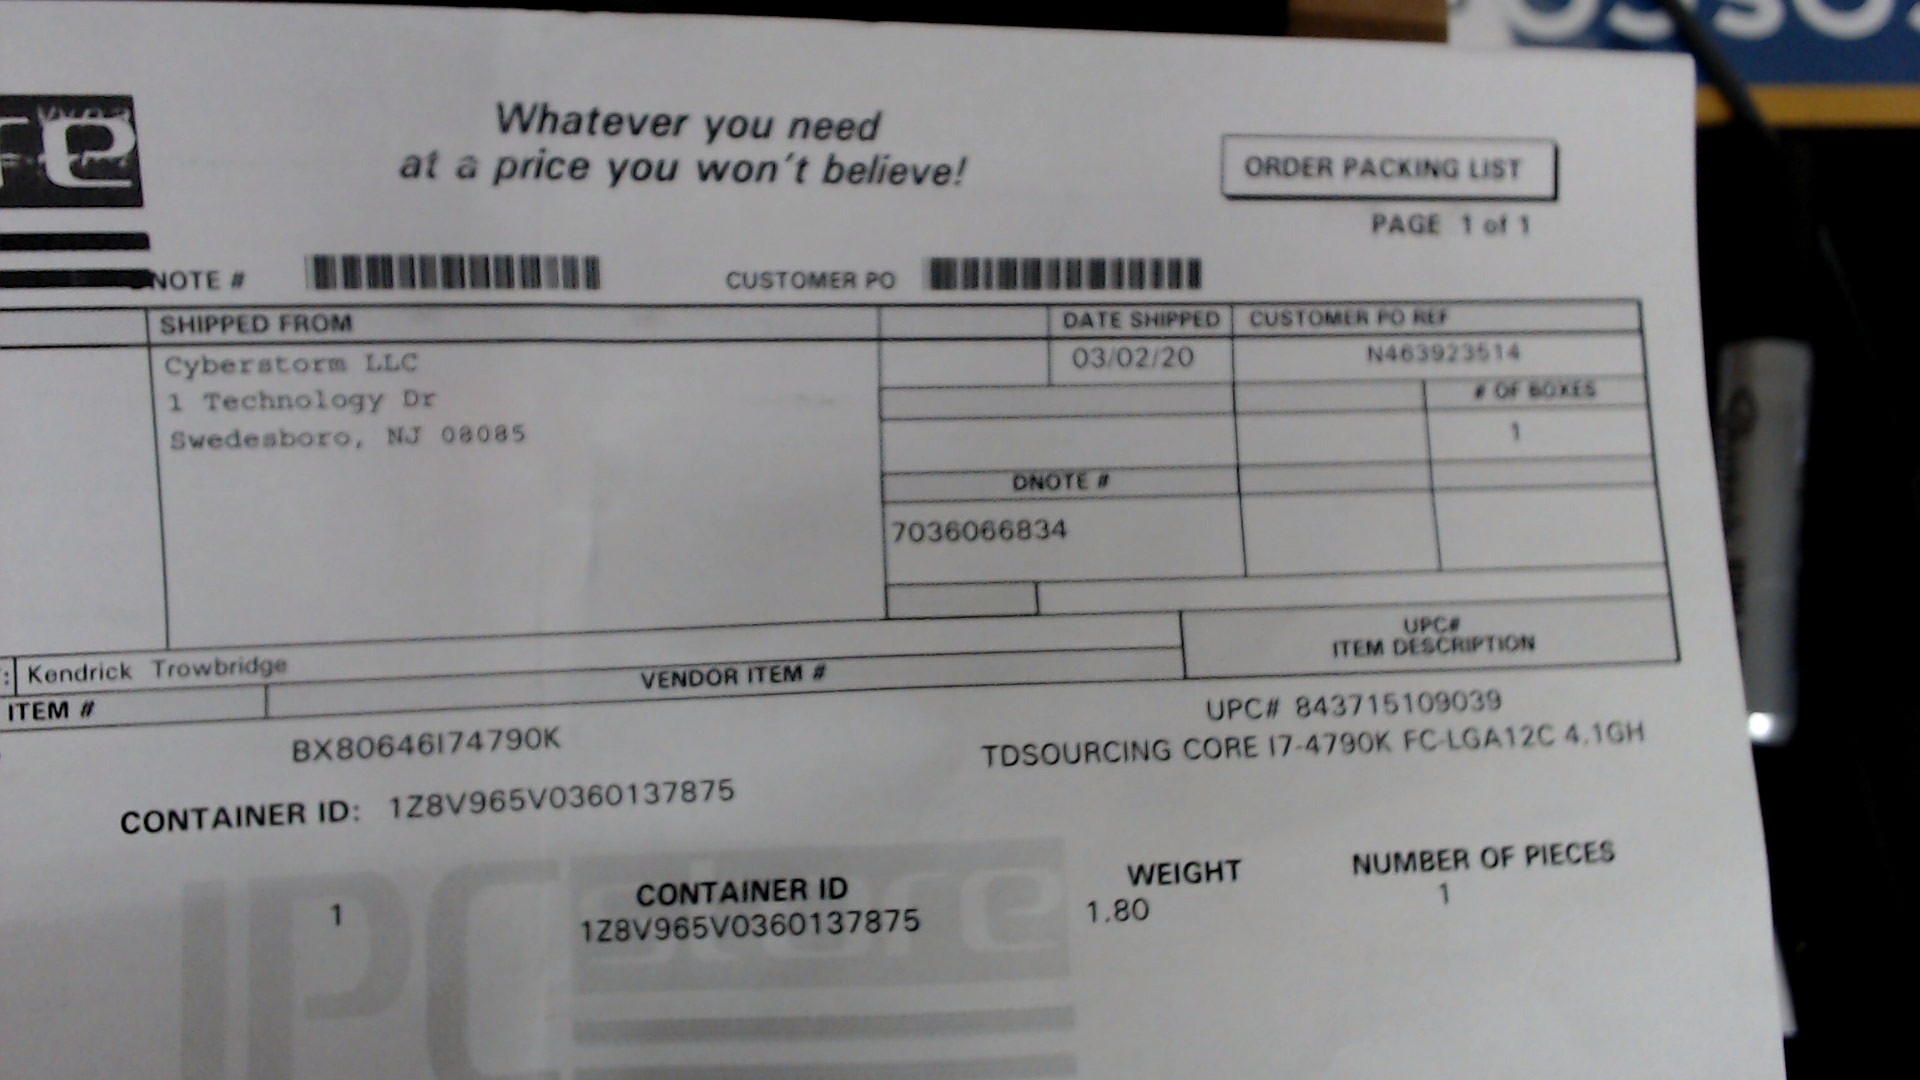 Whatever you need
at a price you won't believe!
ORDER PACKING LIST
PAGE 1 of 1
NOTE #
CUSTOMER PO
SHIPPED FROM
DATE SHIPPED
CUSTOMER PO REF
Cyberstorm LLC
1 Technology Dr
Swedesboro, NJ 08085
03/02/20
N463923514
# OF BOXES
1
DNOTE #
7036066834
UPC#
ITEM DESCRIPTION
: Kendrick Trowbridge
VENDOR ITEM #
ITEM #
BX80646I74790K
UPC# 843715109039
TDSOURCING CORE I7-4790K FC-LGA12C 4.1GH
CONTAINER ID: 1Z8V965V0360137875
CONTAINER ID
WEIGHT
NUMBER OF PIECES
1
1Z8V965V0360137875
1.80
1
PC store